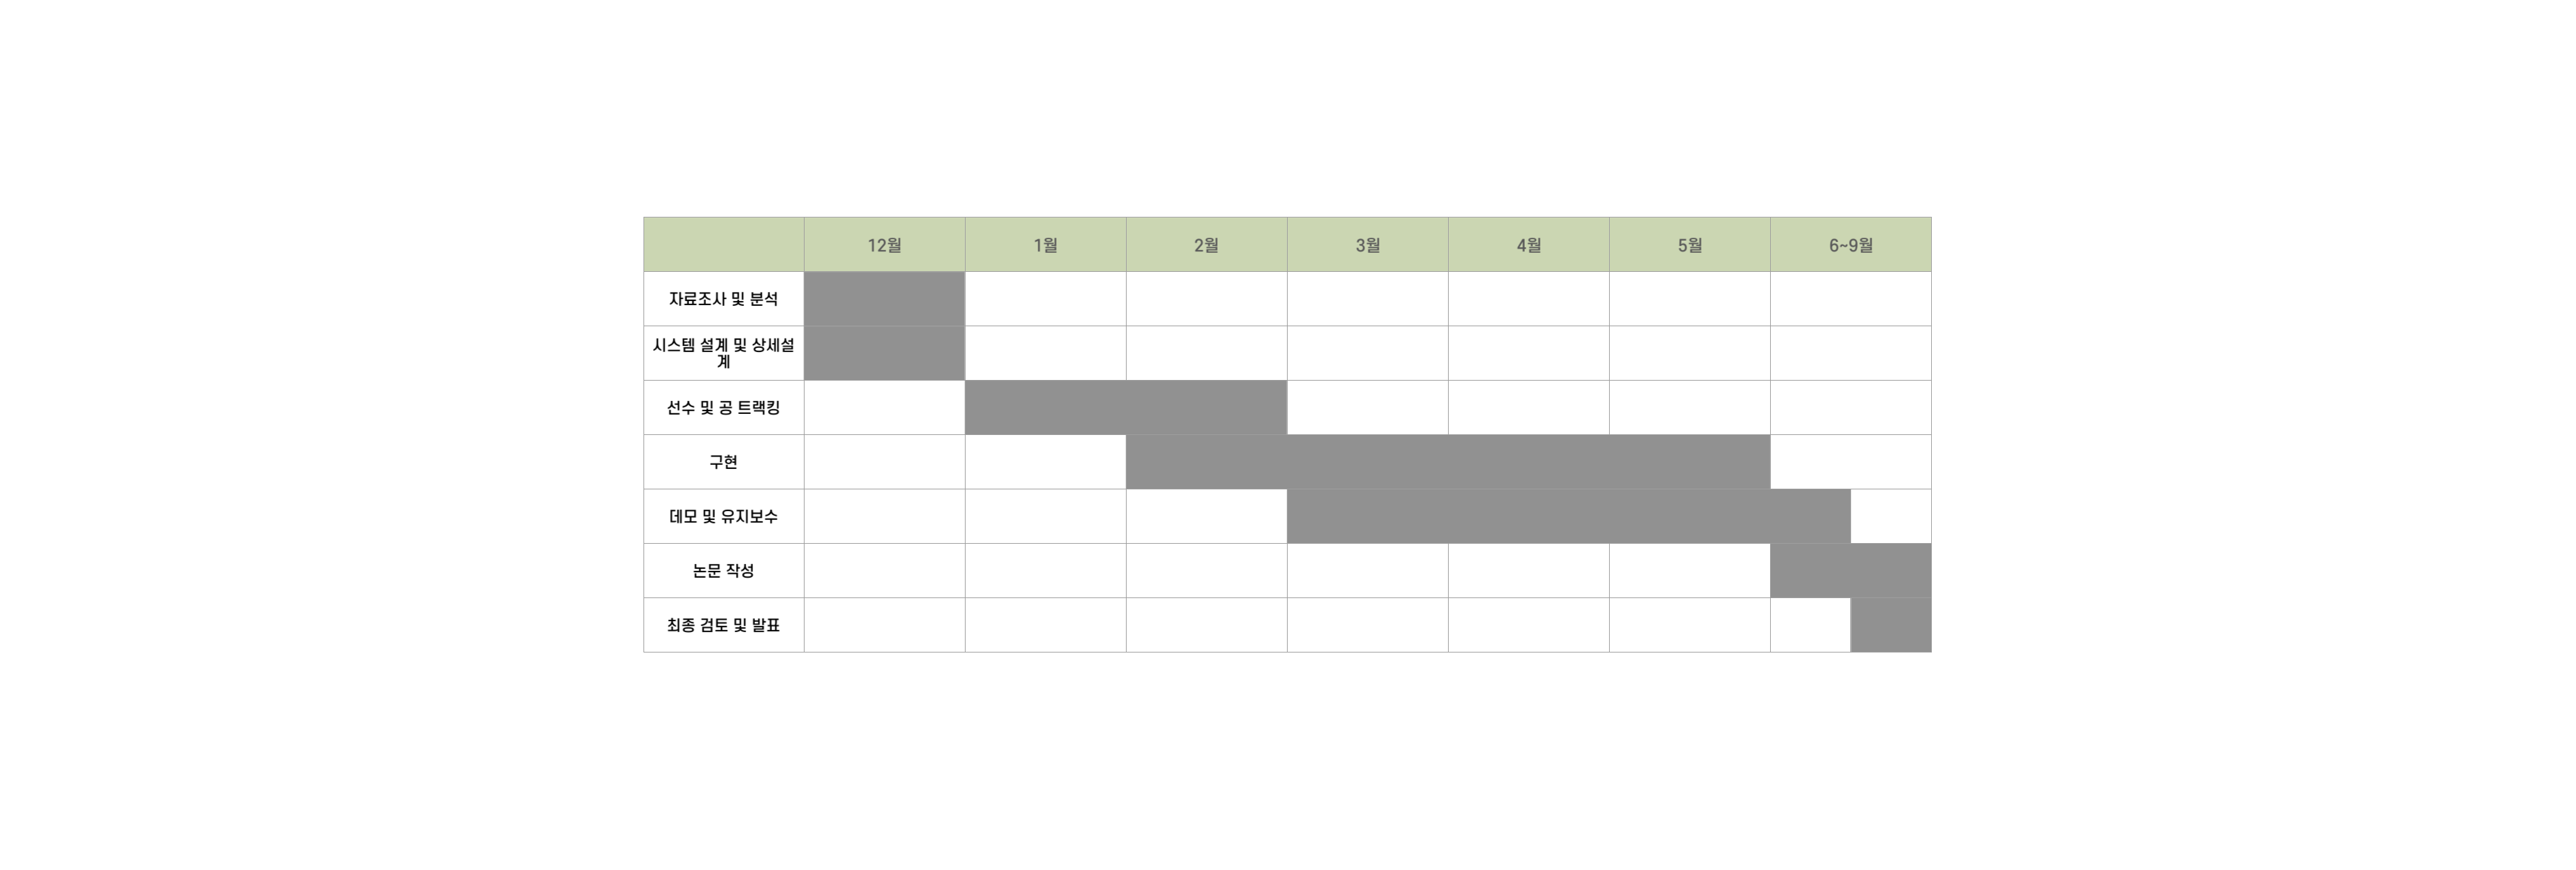 12월
1월
2월
3월
4월
5월
6~9월
자료조사 및 분석
시스템 설계 및 상세설
계
선수 및 공 트랙킹
구현
데모 및 유지보수
논문 작성
최종 검토 및 발표